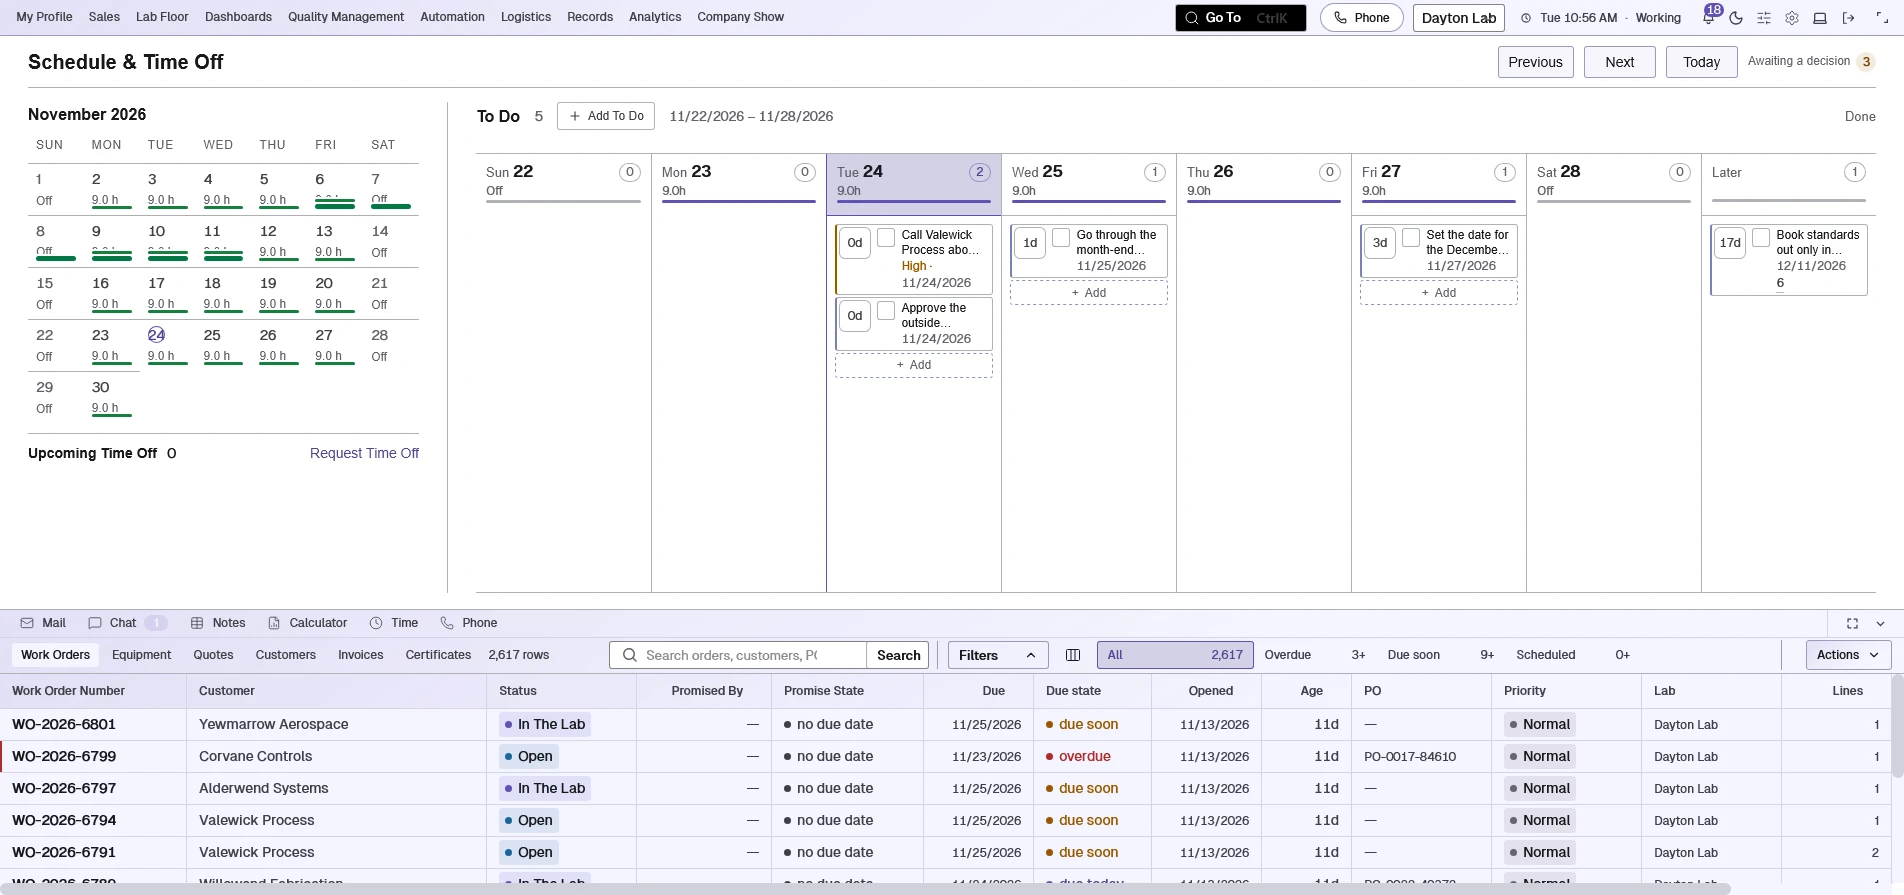 My Profile Sales Lab Floor Dashboards Quality Management Automation Logistics Records Analytics Company Show Go To CtrlK Phone Dayton Lab Tue 10:56 AM · Working 18
Schedule & Time Off Previous Next Today Awaiting a decision 3
November 2026
SUN MON TUE WED THU FRI SAT
1 2 3 4 5 6 7
Off 9.0 h 9.0 h 9.0 h 9.0 h Off
8 9 10 11 12 13 14
Off 9.0 h 9.0 h Off
15 16 17 18 19 20 21
Off 9.0 h 9.0 h 9.0 h 9.0 h 9.0 h Off
22 23 24 25 26 27 28
Off 9.0 h 9.0 h 9.0 h 9.0 h 9.0 h Off
29 30
Off 9.0 h
Upcoming Time Off 0 Request Time Off
To Do 5 + Add To Do 11/22/2026 – 11/28/2026 Done
Sun 22 0 Mon 23 0 Tue 24 2 Wed 25 1 Thu 26 0 Fri 27 1 Sat 28 0 Later 1
Off 9.0h 9.0h 9.0h 9.0h 9.0h Off
0d Call Valewick
Process abo...
High ·
11/24/2026
0d Approve the
outside...
11/24/2026
+ Add
1d Go through the
month-end...
11/25/2026
+ Add
3d Set the date for
the Decembe...
11/27/2026
+ Add
17d Book standards
out only in...
12/11/2026
6
Mail Chat 1 Notes Calculator Time Phone
Work Orders Equipment Quotes Customers Invoices Certificates 2,617 rows Search orders, customers, PO Search Filters All 2,617 Overdue 3+ Due soon 9+ Scheduled 0+ Actions
Work Order Number Customer Status Promised By Promise State Due Due state Opened Age PO Priority Lab Lines
WO-2026-6801 Yewmarrow Aerospace In The Lab — no due date 11/25/2026 due soon 11/13/2026 11d — Normal Dayton Lab 1
WO-2026-6799 Corvane Controls Open — no due date 11/23/2026 overdue 11/13/2026 11d PO-0017-84610 Normal Dayton Lab 1
WO-2026-6797 Alderwend Systems In The Lab — no due date 11/25/2026 due soon 11/13/2026 11d — Normal Dayton Lab 1
WO-2026-6794 Valewick Process Open — no due date 11/25/2026 due soon 11/13/2026 11d — Normal Dayton Lab 1
WO-2026-6791 Valewick Process Open — no due date 11/25/2026 due soon 11/13/2026 11d — Normal Dayton Lab 2